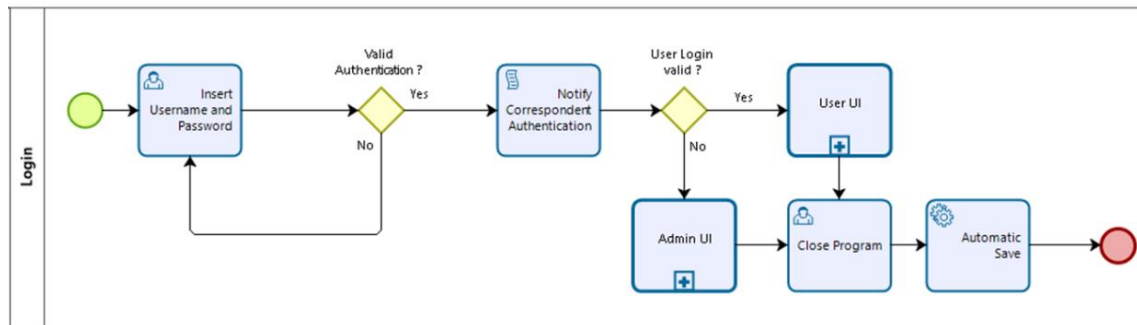 Login
Insert
Username and
Password
Valid
Authentication ?
Yes
No
Notify
Correspondent
Authentication
User Login
valid ?
Yes
No
User UI
Admin UI
Close Program
Automatic
Save